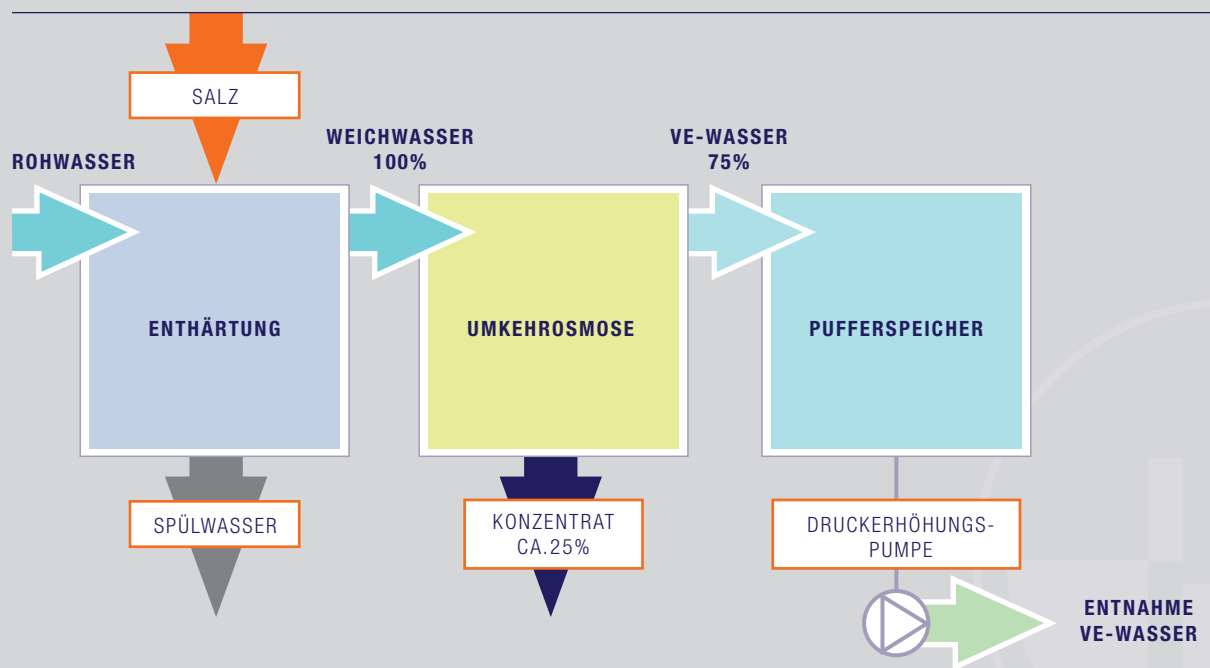 SALZ
ROHWASSER
WEICHWASSER
100%
VE-WASSER
75%
ENTHÄRTUNG
UMKEHROSMOSE
PUFFERSPEICHER
SPÜLWASSER
KONZENTRAT
CA.25%
DRUCKERHÖHUNGS-
PUMPE
ENTNAHME
VE-WASSER